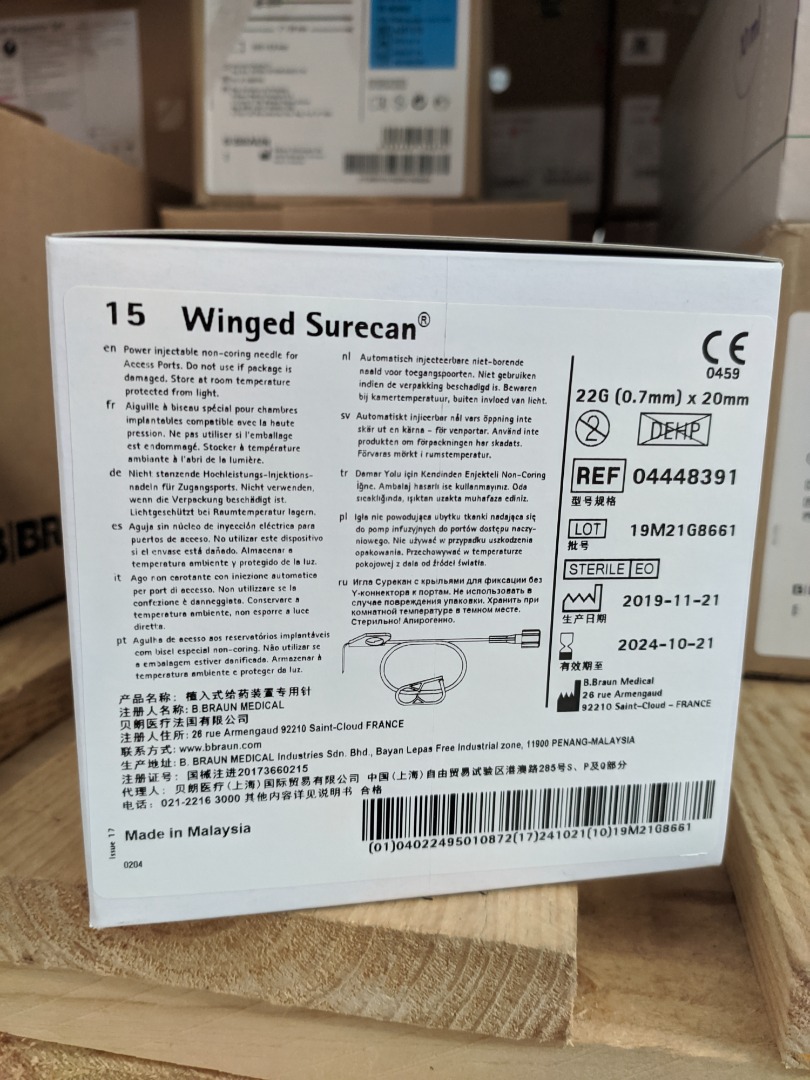 15 Winged Surecan®
en Power injectable non-coring needle for
Access Ports. Do not use if package is
damaged. Store at room temperature
protected from light.
fr Aiguille à biseau spécial pour chambres
implantables compatible avec la haute
pression. Ne pas utiliser si l'emballage
est endommagé. Stocker à température
ambiante à l'abri de la lumière.
de Nicht stanzende Hochleistungs-Injektions-
nadeln für Zugangsports. Nicht verwenden,
wenn die Verpackung beschädigt ist.
Lichtgeschützt bei Raumtemperatur lagern.
es Aguja sin núcleo de inyección eléctrica para
puertos de acceso. No utilizar este dispositivo
si el envase está dañado. Almacenar a
temperatura ambiente y protegido de la luz.
it Ago non carotante con iniezione automatica
per port di accesso. Non utilizzare se la
confezione è danneggiata. Conservare a
temperatura ambiente, non esporre a luce
diretta.
pt Agulha de acesso aos reservatórios implantáveis
com bisel especial non-coring. Não utilizar se
a embalagem estiver danificada. Armazenar à
temperatura ambiente e proteger da luz.
nl Automatisch injecteerbare niet-borende
naald voor toegangspoorten. Niet gebruiken
indien de verpakking beschadigd is. Bewaren
bij kamertemperatuur, buiten invloed van licht.
sv Automatiskt injicerbar nål vars öppning inte
skär ut en kärna - för venportar. Använd inte
produkten om förpackningen har skadats.
Förvaras mörkt i rumstemperatur.
tr Damar Yolu için Kendinden Enjekteli Non-Coring
İğne. Ambalaj hasarlı ise kullanmayınız. Oda
sıcaklığında, ışıktan uzakta muhafaza ediniz.
pl Igła nie powodująca ubytku tkanki nadająca się
do pomp infuzyjnych do portów dostępu naczy-
niowego. Nie używać w przypadku uszkodzenia
opakowania. Przechowywać w temperaturze
pokojowej z dala od źródeł światła.
ru Игла Сурекан с крыльями для фиксации без
Y-коннектора к портам. Не использовать в
случае повреждения упаковки. Хранить при
комнатной температуре в темном месте.
Стерильно! Апирогенно.
CE
0459
22G (0.7mm) x 20mm
2 DEHP
REF 04448391
型号规格
LOT 19M21G8661
批号
STERILE EO
2019-11-21
生产日期
2024-10-21
有效期至
B.Braun Medical
26 rue Armengaud
92210 Saint-Cloud - FRANCE
产品名称: 植入式给药装置专用针
注册人名称: B.BRAUN MEDICAL
贝朗医疗法国有限公司
注册人住所: 26 rue Armengaud 92210 Saint-Cloud FRANCE
联系方式: www.bbraun.com
生产地址: B. BRAUN MEDICAL Industries Sdn. Bhd., Bayan Lepas Free Industrial zone, 11900 PENANG-MALAYSIA
注册证号: 国械注进20173660215
代理人: 贝朗医疗(上海)国际贸易有限公司 中国(上海)自由贸易试验区港澳路285号S、P及Q部分
电话: 021-2216 3000 其他内容详见说明书 合格
(01)04022495010872(17)241021(10)19M21G8661
Issue 17
Made in Malaysia
0204